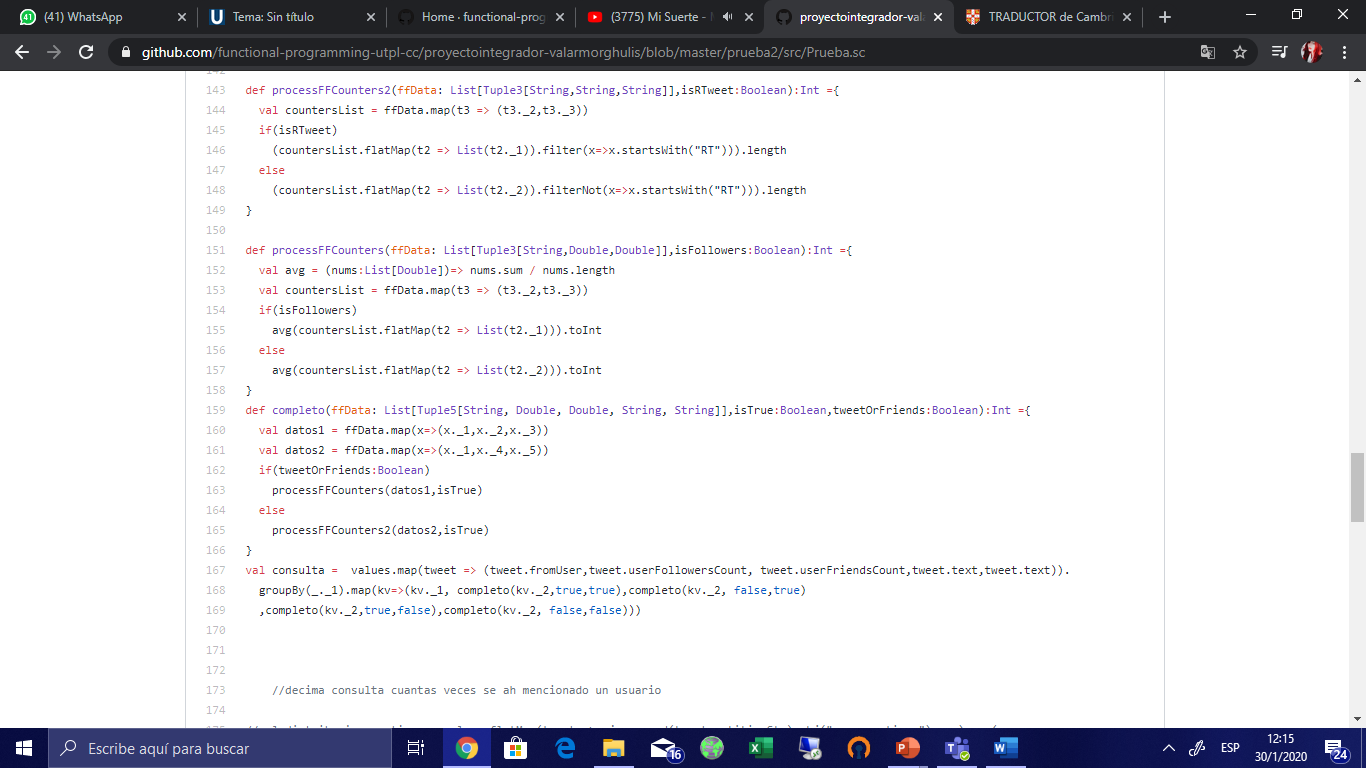 (41) WhatsApp
Tema: Sin título
Home · functional-prog
(3775) Mi Suerte -
proyectointegrador-val
TRADUCTOR de Cambri
github.com/functional-programming-utpl-cc/proyectointegrador-valarmorghulis/blob/master/prueba2/src/Prueba.sc
142
143 def processFFCounters2(ffData: List[Tuple3[String,String,String]],isRTweet:Boolean):Int ={
144 val countersList = ffData.map(t3 => (t3._2,t3._3))
145 if(isRTweet)
146 (countersList.flatMap(t2 => List(t2._1)).filter(x=>x.startsWith("RT"))).length
147 else
148 (countersList.flatMap(t2 => List(t2._2)).filterNot(x=>x.startsWith("RT"))).length
149 }
150
151 def processFFCounters(ffData: List[Tuple3[String,Double,Double]],isFollowers:Boolean):Int ={
152 val avg = (nums:List[Double])=> nums.sum / nums.length
153 val countersList = ffData.map(t3 => (t3._2,t3._3))
154 if(isFollowers)
155 avg(countersList.flatMap(t2 => List(t2._1))).toInt
156 else
157 avg(countersList.flatMap(t2 => List(t2._2))).toInt
158 }
159 def completo(ffData: List[Tuple5[String, Double, Double, String, String]],isTrue:Boolean,tweetOrFriends:Boolean):Int ={
160 val datos1 = ffData.map(x=>(x._1,x._2,x._3))
161 val datos2 = ffData.map(x=>(x._1,x._4,x._5))
162 if(tweetOrFriends:Boolean)
163 processFFCounters(datos1,isTrue)
164 else
165 processFFCounters2(datos2,isTrue)
166 }
167 val consulta =  values.map(tweet => (tweet.fromUser,tweet.userFollowersCount, tweet.userFriendsCount,tweet.text,tweet.text)).
168 groupBy(_._1).map(kv=>(kv._1, completo(kv._2,true,true),completo(kv._2, false,true)
169 ,completo(kv._2,true,false),completo(kv._2, false,false)))
170
171
172
173 //decima consulta cuantas veces se ah mencionado un usuario
174
Escribe aquí para buscar
16
ESP
12:15
30/1/2020
24